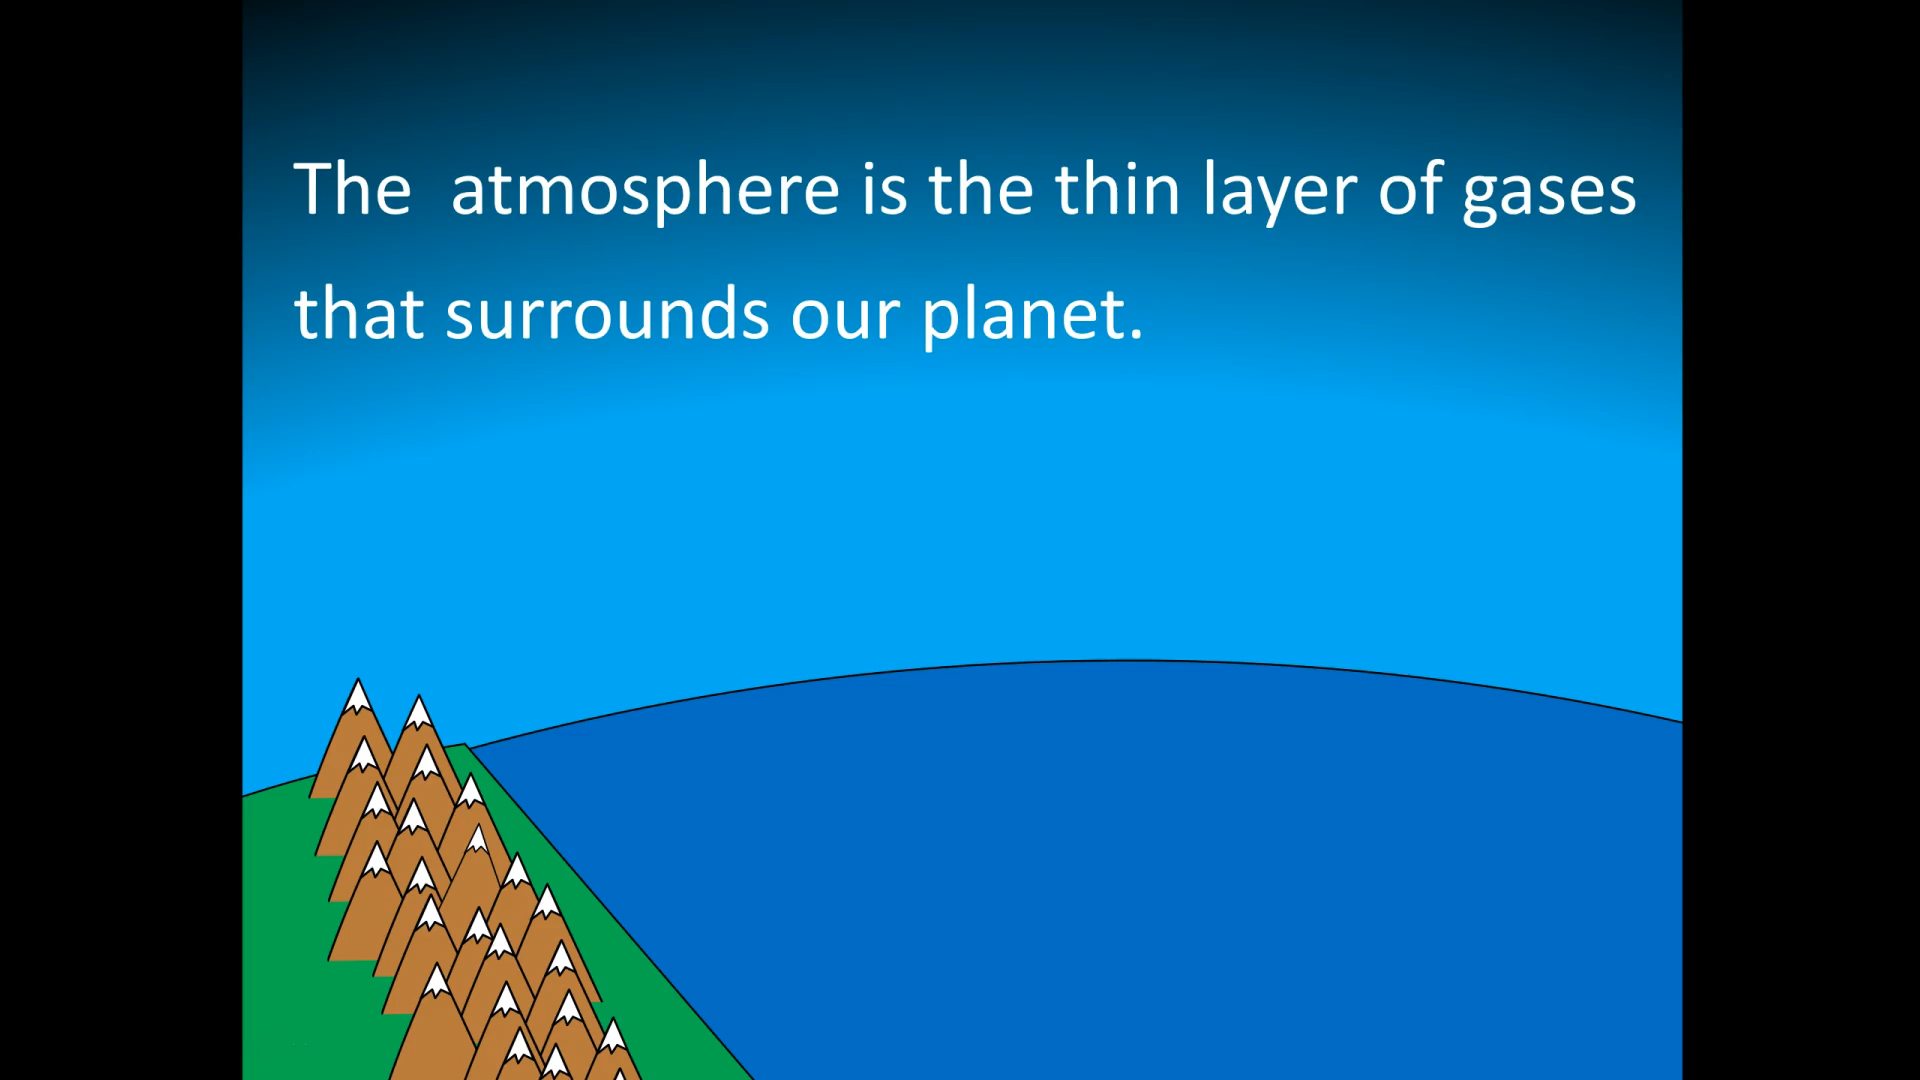 The  atmosphere is the thin layer of gases
that surrounds our planet.